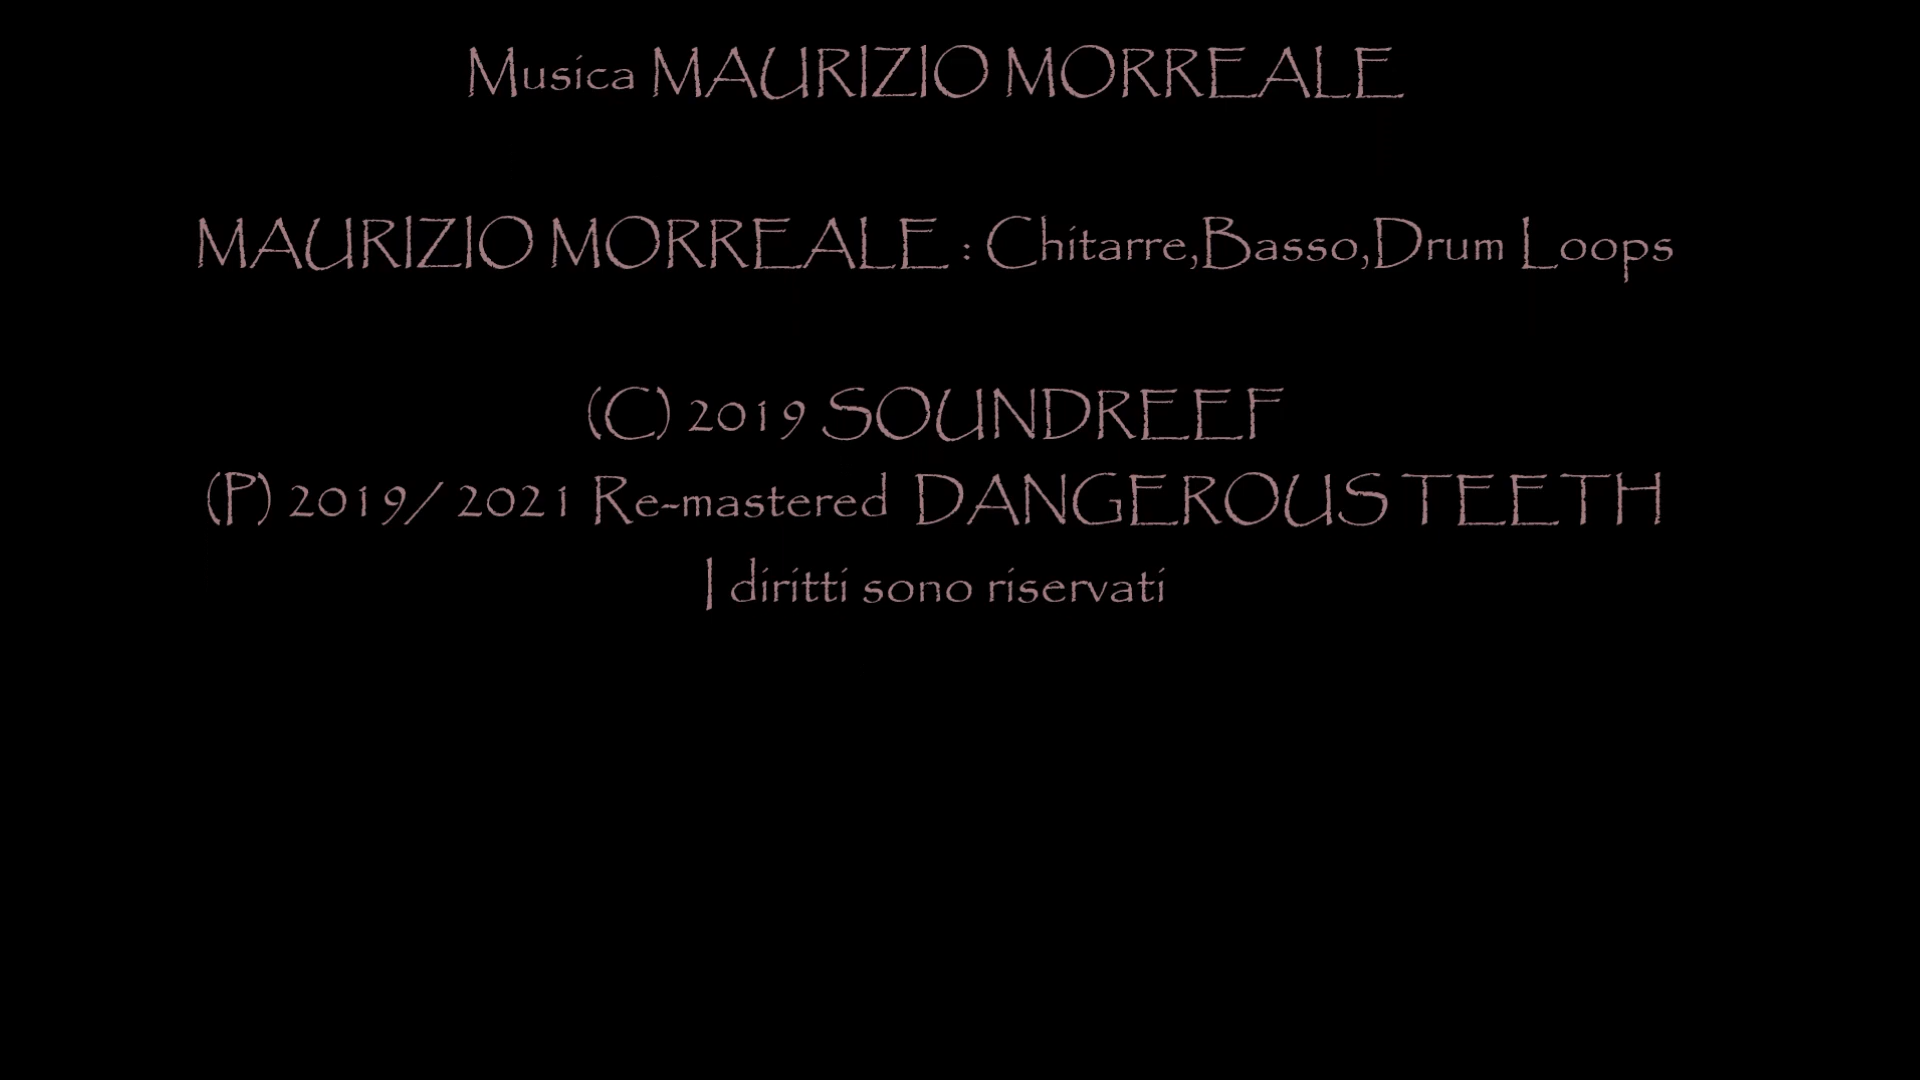 Musica MAURIZIO MORREALE
MAURIZIO MORREALE : Chitarre,Basso,Drum Loops
(C) 2019 SOUNDREEF
(P) 2019/ 2021 Re-mastered DANGEROUS TEETH
I diritti sono riservati